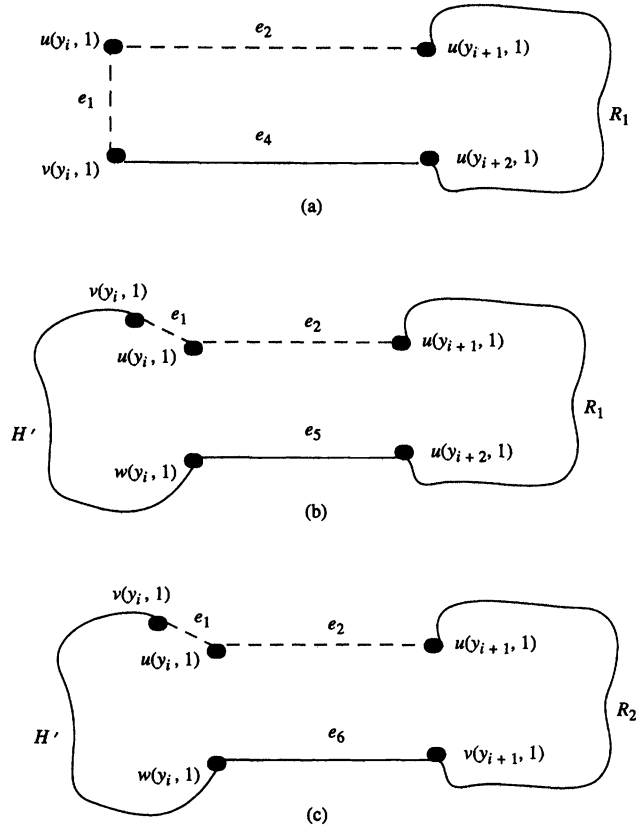 u(y_i, 1)
e_2
u(y_{i+1}, 1)
e_1
R_1
e_4
v(y_i, 1)
u(y_{i+2}, 1)
(a)
v(y_i, 1)
e_1
e_2
u(y_i, 1)
u(y_{i+1}, 1)
H'
R_1
e_5
w(y_i, 1)
u(y_{i+2}, 1)
(b)
v(y_i, 1)
e_1
e_2
u(y_i, 1)
u(y_{i+1}, 1)
H'
R_2
e_6
w(y_i, 1)
v(y_{i+1}, 1)
(c)